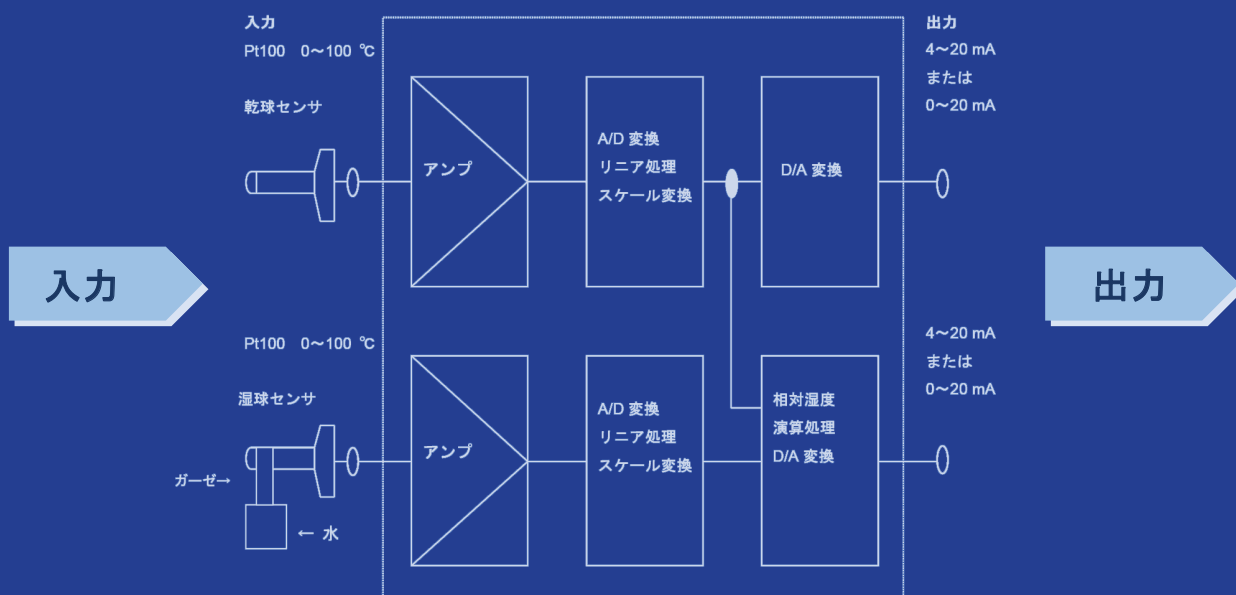 入力
Pt100 0～100 ℃
乾球センサ
アンプ
A/D 変換
リニア処理
スケール変換
D/A 変換
出力
4～20 mA
または
0～20 mA
入力
出力
Pt100 0～100 ℃
湿球センサ
ガーゼ→
← 水
アンプ
A/D 変換
リニア処理
スケール変換
相対湿度
演算処理
D/A 変換
4～20 mA
または
0～20 mA